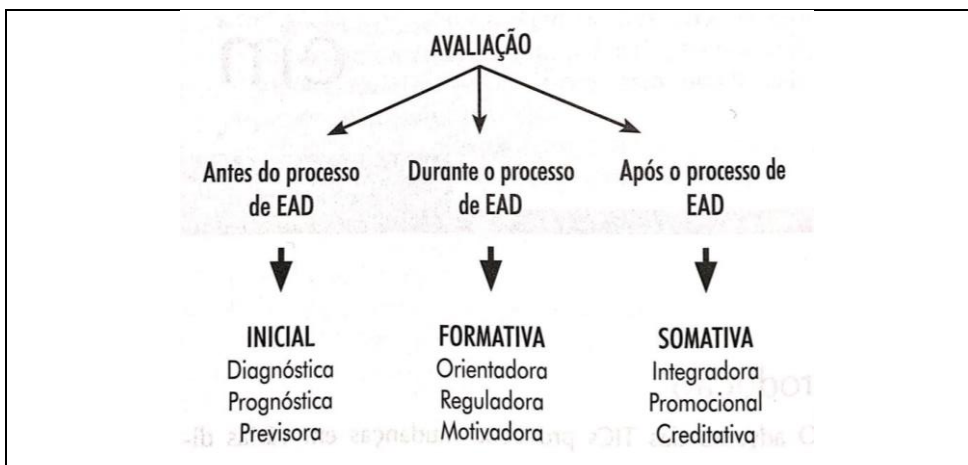 AVALIAÇÃO
Antes do processo de EAD
Durante o processo de EAD
Após o processo de EAD
INICIAL
Diagnóstica
Prognóstica
Previsora
FORMATIVA
Orientadora
Reguladora
Motivadora
SOMATIVA
Integradora
Promocional
Creditativa